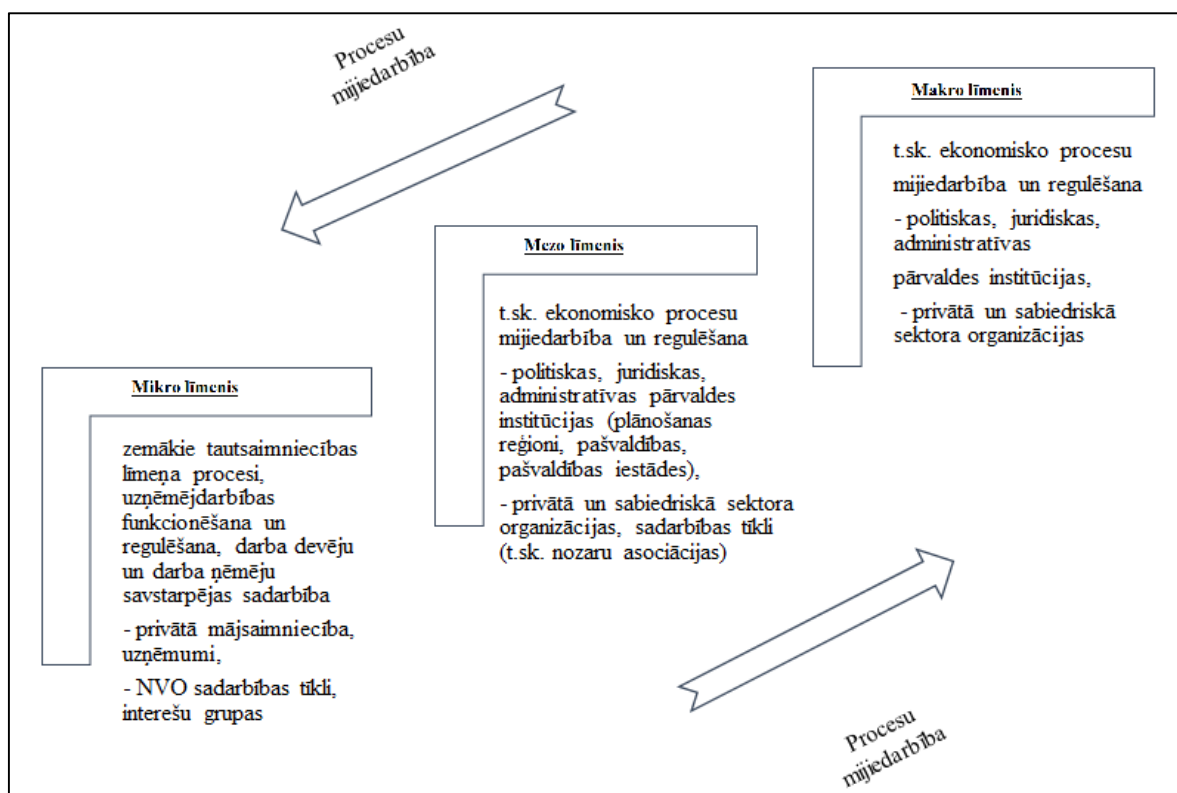 Procesu
mijiedarbība
Makro līmenis
t.sk. ekonomisko procesu
mijiedarbība un regulēšana
- politiskas, juridiskas,
administratīvas
pārvaldes institūcijas,
- privātā un sabiedriskā
sektora organizācijas
Mezo līmenis
t.sk. ekonomisko procesu
mijiedarbība un regulēšana
- politiskas, juridiskas,
administratīvas pārvaldes
institūcijas (plānošanas
reģioni, pašvaldības,
pašvaldības iestādes),
- privātā un sabiedriskā sektora
organizācijas, sadarbības tīkli
(t.sk. nozaru asociācijas)
Mikro līmenis
zemākie tautsaimniecības
līmeņa procesi,
uzņēmējdarbības
funkcionēšana un
regulēšana, darba devēju
un darba ņēmēju
savstarpējas sadarbība
- privātā mājsaimniecība,
uzņēmumi,
- NVO sadarbības tīkli,
interešu grupas
Procesu
mijiedarbība